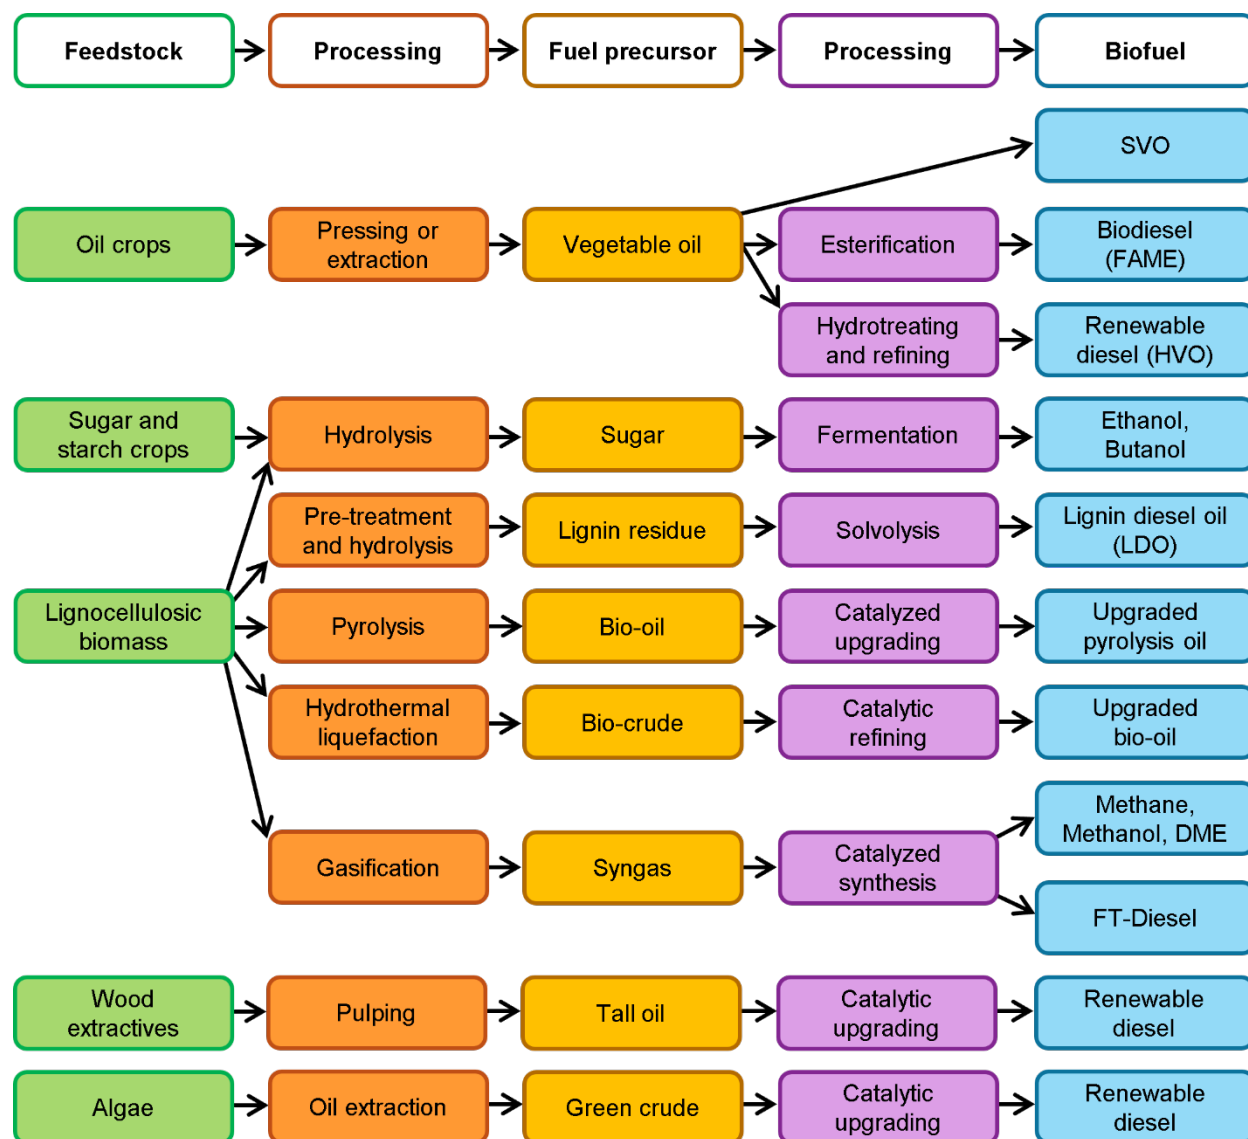 Feedstock
Processing
Fuel precursor
Processing
Biofuel
SVO
Oil crops
Pressing or
extraction
Vegetable oil
Esterification
Biodiesel
(FAME)
Hydrotreating
and refining
Renewable
diesel (HVO)
Sugar and
starch crops
Hydrolysis
Sugar
Fermentation
Ethanol,
Butanol
Pre-treatment
and hydrolysis
Lignin residue
Solvolysis
Lignin diesel oil
(LDO)
Lignocellulosic
biomass
Pyrolysis
Bio-oil
Catalyzed
upgrading
Upgraded
pyrolysis oil
Hydrothermal
liquefaction
Bio-crude
Catalytic
refining
Upgraded
bio-oil
Gasification
Syngas
Catalyzed
synthesis
Methane,
Methanol, DME
FT-Diesel
Wood
extractives
Pulping
Tall oil
Catalytic
upgrading
Renewable
diesel
Algae
Oil extraction
Green crude
Catalytic
upgrading
Renewable
diesel